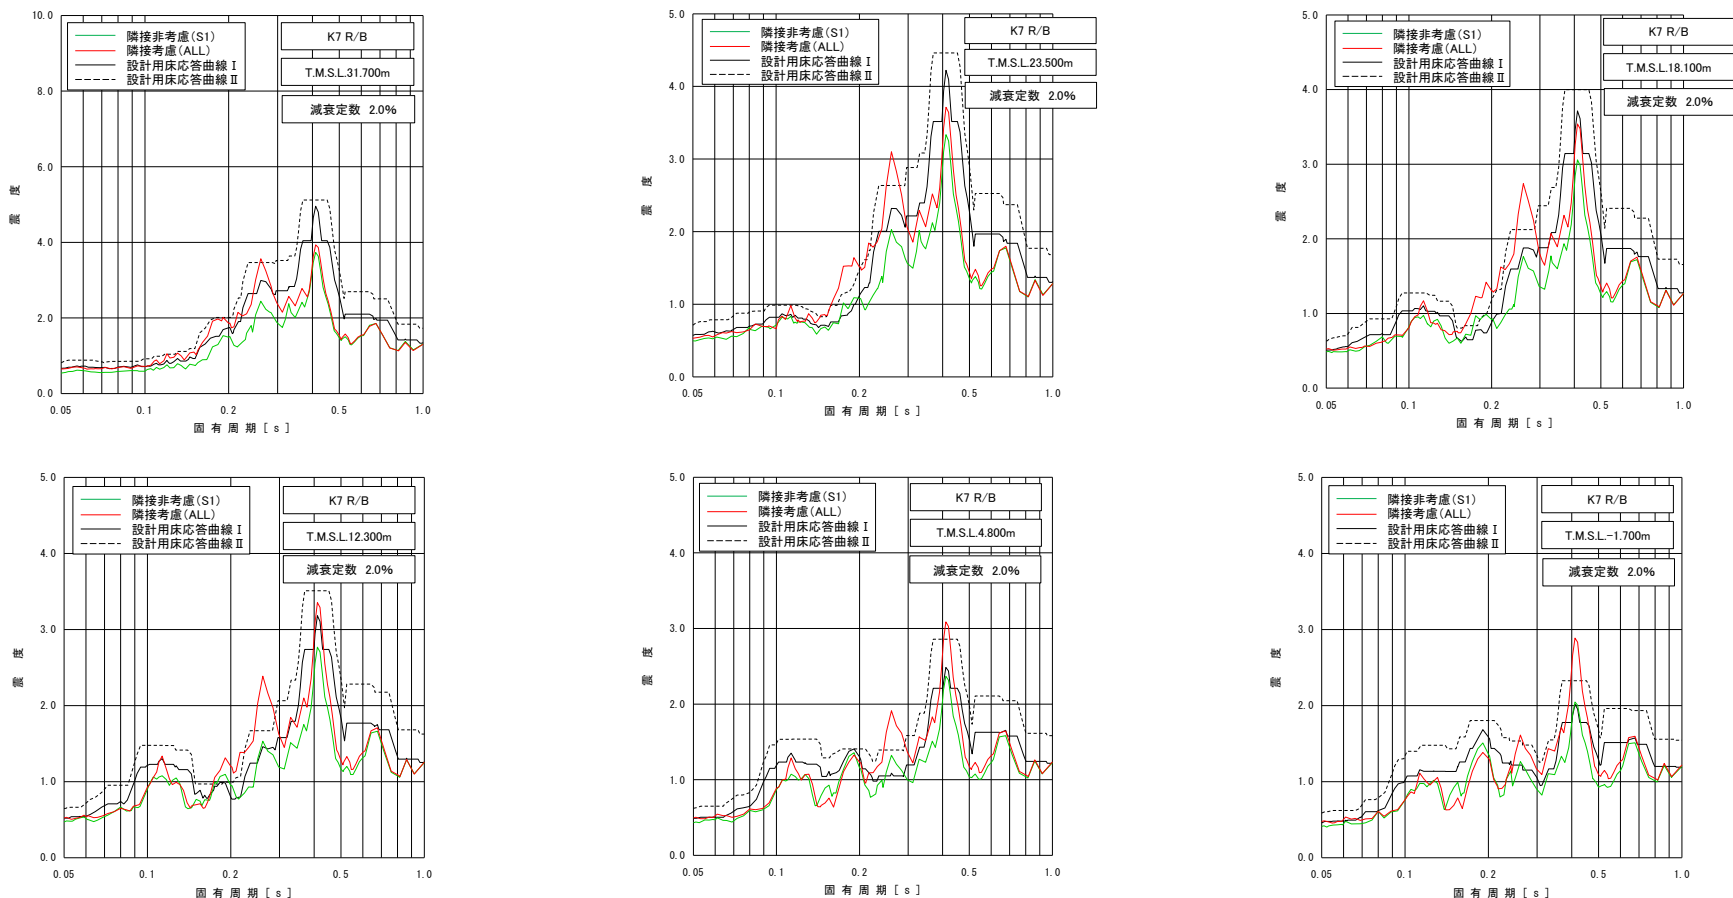 10.0
8.0
6.0
4.0
2.0
0.0
震 度
隣接非考慮(S1)
隣接考慮(ALL)
設計用床応答曲線Ⅰ
設計用床応答曲線Ⅱ
K7 R/B
T.M.S.L.31.700m
減衰定数 2.0%
0.05 0.1 0.2 0.5 1.0
固有周期[s]
5.0
4.0
3.0
2.0
1.0
0.0
震 度
隣接非考慮(S1)
隣接考慮(ALL)
設計用床応答曲線Ⅰ
設計用床応答曲線Ⅱ
K7 R/B
T.M.S.L.23.500m
減衰定数 2.0%
0.05 0.1 0.2 0.5 1.0
固有周期[s]
5.0
4.0
3.0
2.0
1.0
0.0
震 度
隣接非考慮(S1)
隣接考慮(ALL)
設計用床応答曲線Ⅰ
設計用床応答曲線Ⅱ
K7 R/B
T.M.S.L.18.100m
減衰定数 2.0%
0.05 0.1 0.2 0.5 1.0
固有周期[s]
5.0
4.0
3.0
2.0
1.0
0.0
震 度
隣接非考慮(S1)
隣接考慮(ALL)
設計用床応答曲線Ⅰ
設計用床応答曲線Ⅱ
K7 R/B
T.M.S.L.12.300m
減衰定数 2.0%
0.05 0.1 0.2 0.5 1.0
固有周期[s]
5.0
4.0
3.0
2.0
1.0
0.0
震 度
隣接非考慮(S1)
隣接考慮(ALL)
設計用床応答曲線Ⅰ
設計用床応答曲線Ⅱ
K7 R/B
T.M.S.L.4.800m
減衰定数 2.0%
0.05 0.1 0.2 0.5 1.0
固有周期[s]
5.0
4.0
3.0
2.0
1.0
0.0
震 度
隣接非考慮(S1)
隣接考慮(ALL)
設計用床応答曲線Ⅰ
設計用床応答曲線Ⅱ
K7 R/B
T.M.S.L.-1.700m
減衰定数 2.0%
0.05 0.1 0.2 0.5 1.0
固有周期[s]